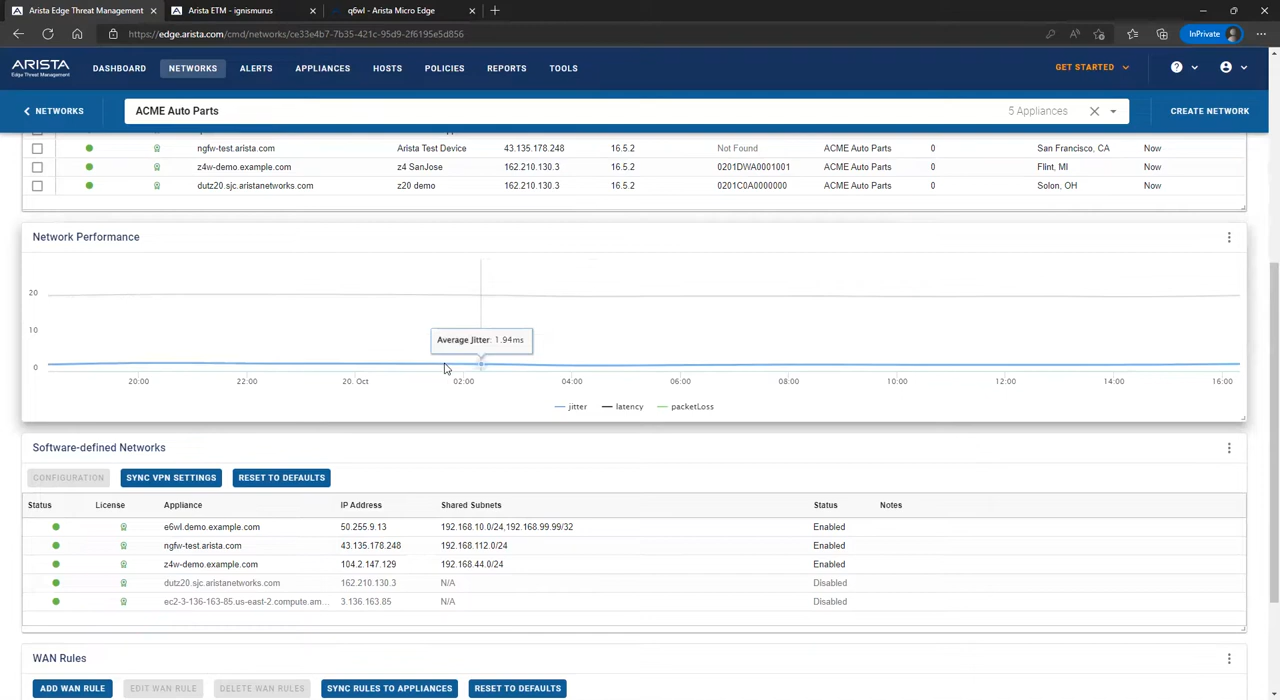 Arista Edge Threat Management
Arista ETM - ignismurus
q6wl - Arista Micro Edge
https://edge.arista.com/cmd/networks/ce33e4b7-7b35-421c-95d9-2f6195e5d856
InPrivate
ARISTA
Edge Threat Management
DASHBOARD NETWORKS ALERTS APPLIANCES HOSTS POLICIES REPORTS TOOLS GET STARTED
NETWORKS ACME Auto Parts 5 Appliances CREATE NETWORK
ngfw-test.arista.com Arista Test Device 43.135.178.248 16.5.2 Not Found ACME Auto Parts 0 San Francisco, CA Now
z4w-demo.example.com z4 SanJose 162.210.130.3 16.5.2 0201DWA0001001 ACME Auto Parts 0 Flint, MI Now
dutz20.sjc.aristanetworks.com z20 demo 162.210.130.3 16.5.2 0201C0A0000000 ACME Auto Parts 0 Solon, OH Now
Network Performance
20
Average Jitter: 1.94ms
10
0
20:00 22:00 20. Oct 02:00 04:00 06:00 08:00 10:00 12:00 14:00 16:00
jitter latency packetLoss
Software-defined Networks
CONFIGURATION SYNC VPN SETTINGS RESET TO DEFAULTS
Status License Appliance IP Address Shared Subnets Status Notes
e6wl.demo.example.com 50.255.9.13 192.168.10.0/24,192.168.99.99/32 Enabled
ngfw-test.arista.com 43.135.178.248 192.168.112.0/24 Enabled
z4w-demo.example.com 104.2.147.129 192.168.44.0/24 Enabled
dutz20.sjc.aristanetworks.com 162.210.130.3 N/A Disabled
ec2-3-136-163-85.us-east-2.compute.am... 3.136.163.85 N/A Disabled
WAN Rules
ADD WAN RULE EDIT WAN RULE DELETE WAN RULES SYNC RULES TO APPLIANCES RESET TO DEFAULTS